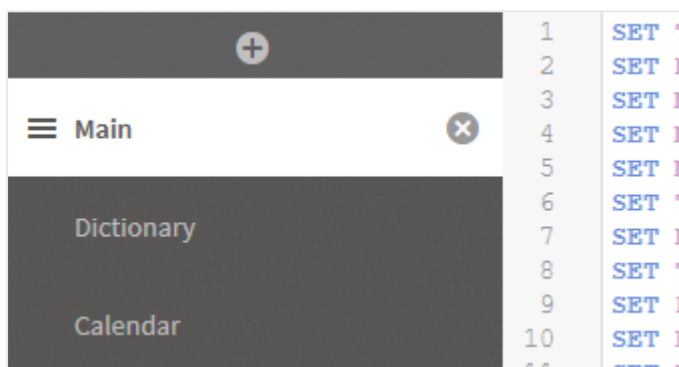 Main
Dictionary
Calendar
1 SET
2 SET
3 SET
4 SET
5 SET
6 SET
7 SET
8 SET
9 SET
10 SET